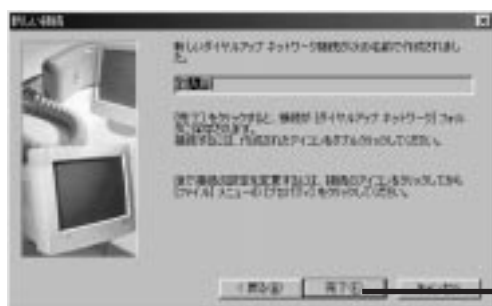 新しい接続
新しいダイヤルアップ ネットワーク接続が次の名前で作成されまし
た。
[完了] をクリックすると、接続が [ダイヤルアップ ネットワーク] フォル
ダに保存されます。
接続するには、作成されたアイコンをダブルクリックしてください。
後で接続の設定を変更するには、接続のアイコンをクリックしてから
[ファイル] メニューの [プロパティ] をクリックしてください。
< 戻る(B)
完了
キャンセル